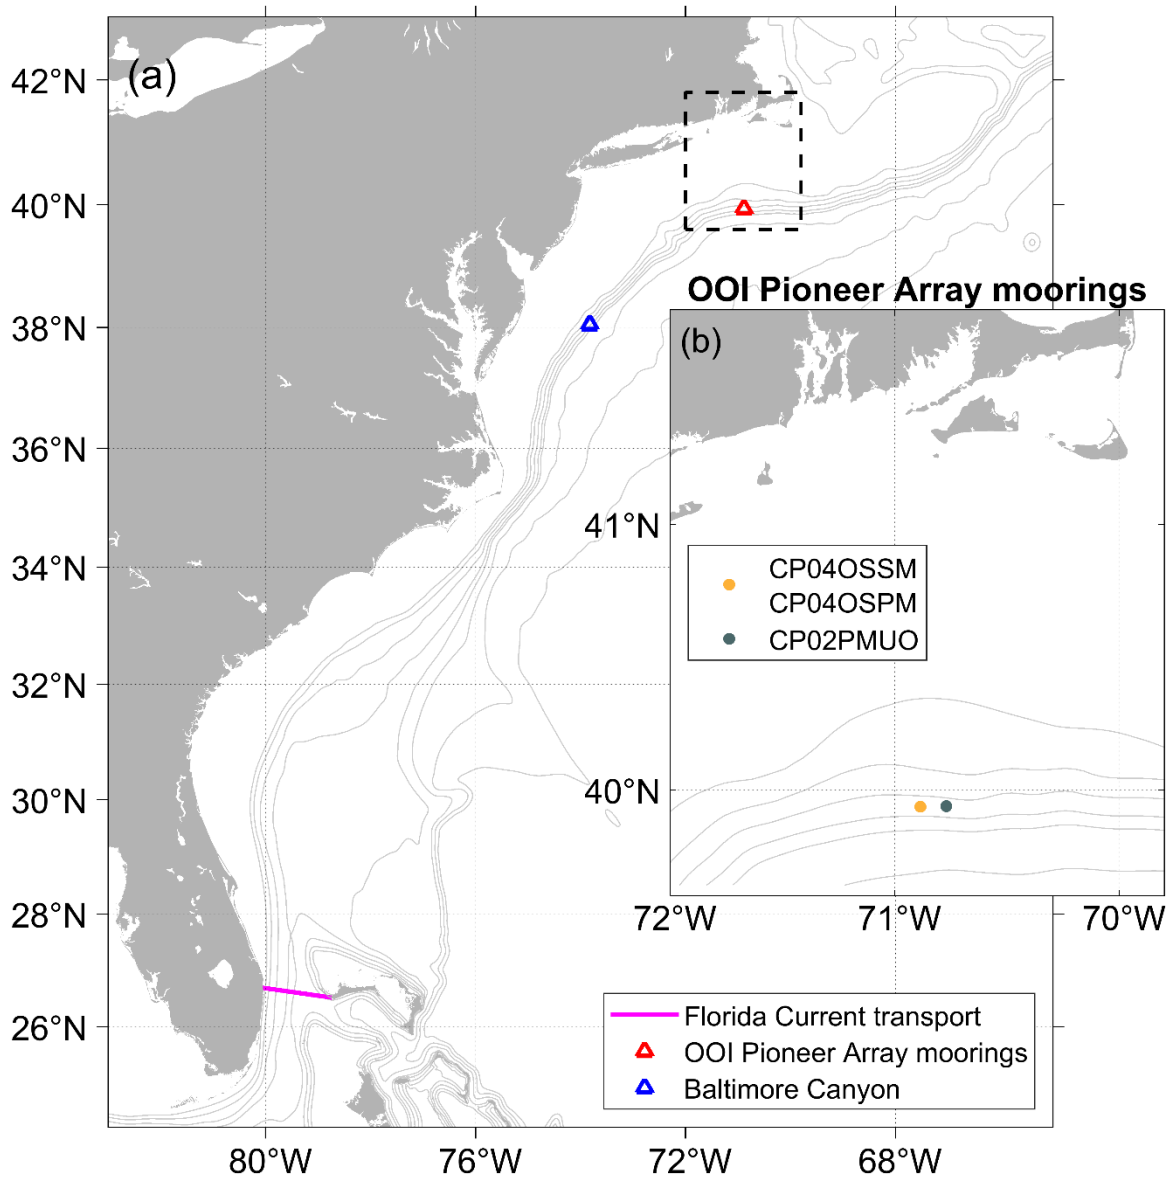 (a)
42°N
40°N
38°N
36°N
34°N
32°N
30°N
28°N
26°N
80°W
76°W
72°W
68°W
OOI Pioneer Array moorings
(b)
41°N
40°N
72°W
71°W
70°W
CP04OSSM
CP04OSPM
CP02PMUO
Florida Current transport
OOI Pioneer Array moorings
Baltimore Canyon